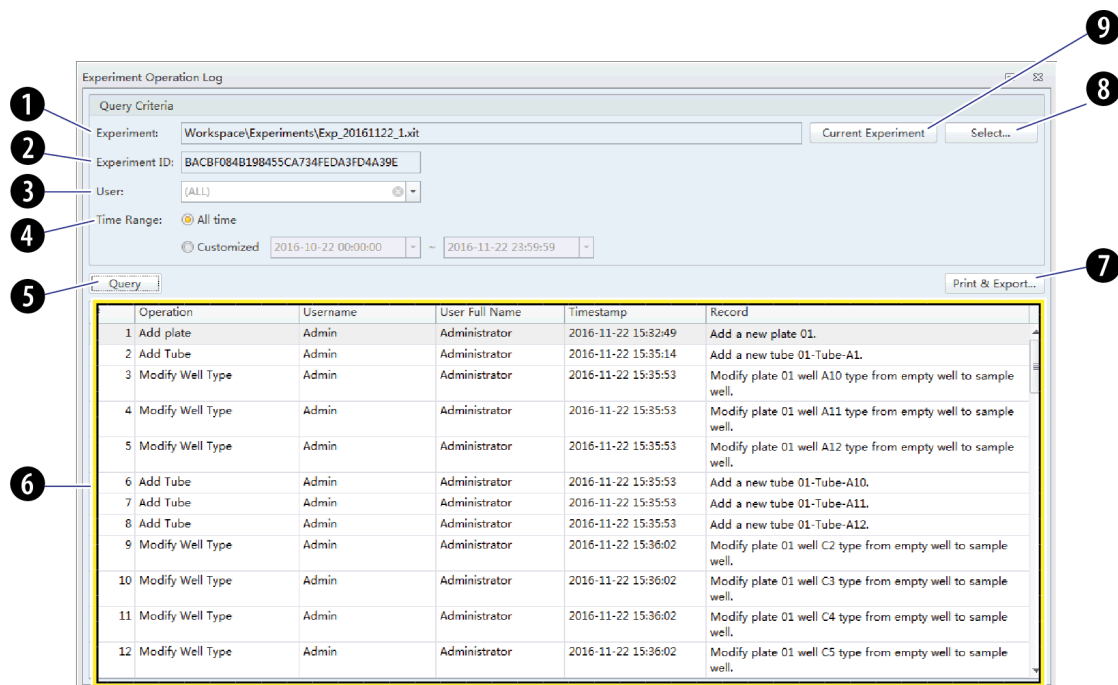 9
8
Experiment Operation Log
1
Query Criteria
Experiment: Workspace\Experiments\Exp_20161122_1.xit Current Experiment Select...
2
Experiment ID: BACBF084B198455CA734FEDA3FD4A39E
3
User: (ALL)
4
Time Range: All time
Customized 2016-10-22 00:00:00 ~ 2016-11-22 23:59:59
5
7
Query Print & Export...
Operation Username User Full Name Timestamp Record
1 Add plate Admin Administrator 2016-11-22 15:32:49 Add a new plate 01.
2 Add Tube Admin Administrator 2016-11-22 15:35:14 Add a new tube 01-Tube-A1.
3 Modify Well Type Admin Administrator 2016-11-22 15:35:53 Modify plate 01 well A10 type from empty well to sample
well.
4 Modify Well Type Admin Administrator 2016-11-22 15:35:53 Modify plate 01 well A11 type from empty well to sample
well.
5 Modify Well Type Admin Administrator 2016-11-22 15:35:53 Modify plate 01 well A12 type from empty well to sample
well.
6
6 Add Tube Admin Administrator 2016-11-22 15:35:53 Add a new tube 01-Tube-A10.
7 Add Tube Admin Administrator 2016-11-22 15:35:53 Add a new tube 01-Tube-A11.
8 Add Tube Admin Administrator 2016-11-22 15:35:53 Add a new tube 01-Tube-A12.
9 Modify Well Type Admin Administrator 2016-11-22 15:36:02 Modify plate 01 well C2 type from empty well to sample
well.
10 Modify Well Type Admin Administrator 2016-11-22 15:36:02 Modify plate 01 well C3 type from empty well to sample
well.
11 Modify Well Type Admin Administrator 2016-11-22 15:36:02 Modify plate 01 well C4 type from empty well to sample
well.
12 Modify Well Type Admin Administrator 2016-11-22 15:36:02 Modify plate 01 well C5 type from empty well to sample
well.